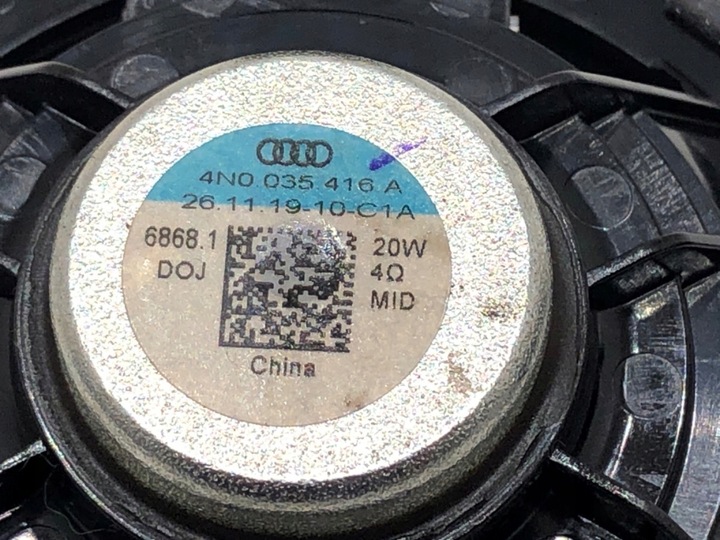 4N0 035 416 A
26.11.19-10-C1A
6868.1
DOJ
20W
4Ω
MID
China